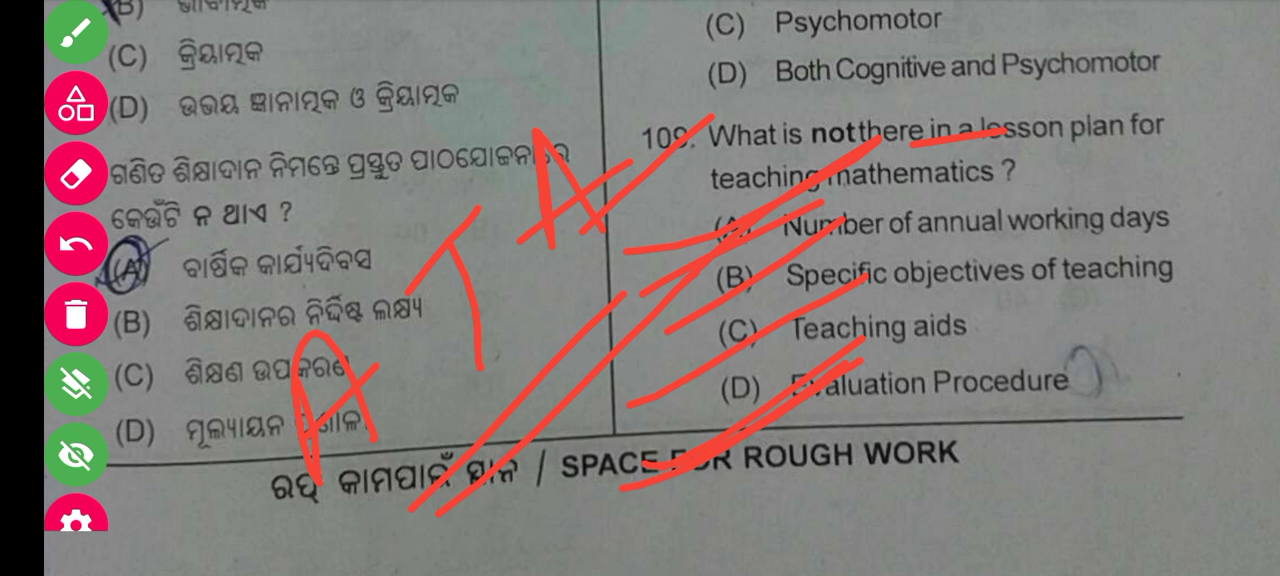 (B) ଭାବାତ୍ମକ
(C) କ୍ରିୟାତ୍ମକ
(D) ଉଭୟ ଜ୍ଞାନାତ୍ମକ ଓ କ୍ରିୟାତ୍ମକ
ଗଣିତ ଶିକ୍ଷାଦାନ ନିମନ୍ତେ ପ୍ରସ୍ତୁତ ପାଠଯୋଜନାରେ
କେଉଁଟି ନ ଥାଏ ?
(A) ବାର୍ଷିକ କାର୍ଯ୍ୟଦିବସ
(B) ଶିକ୍ଷାଦାନର ନିର୍ଦ୍ଦିଷ୍ଟ ଲକ୍ଷ୍ୟ
(C) ଶିକ୍ଷଣ ଉପକରଣ
(D) ମୂଲ୍ୟାୟନ
(C) Psychomotor
(D) Both Cognitive and Psychomotor
109. What is not there in a lesson plan for
teaching mathematics ?
(A) Number of annual working days
(B) Specific objectives of teaching
(C) Teaching aids
(D) Evaluation Procedure
ରଫ୍ କାମପାଇଁ ସ୍ଥାନ / SPACE FOR ROUGH WORK
A T A